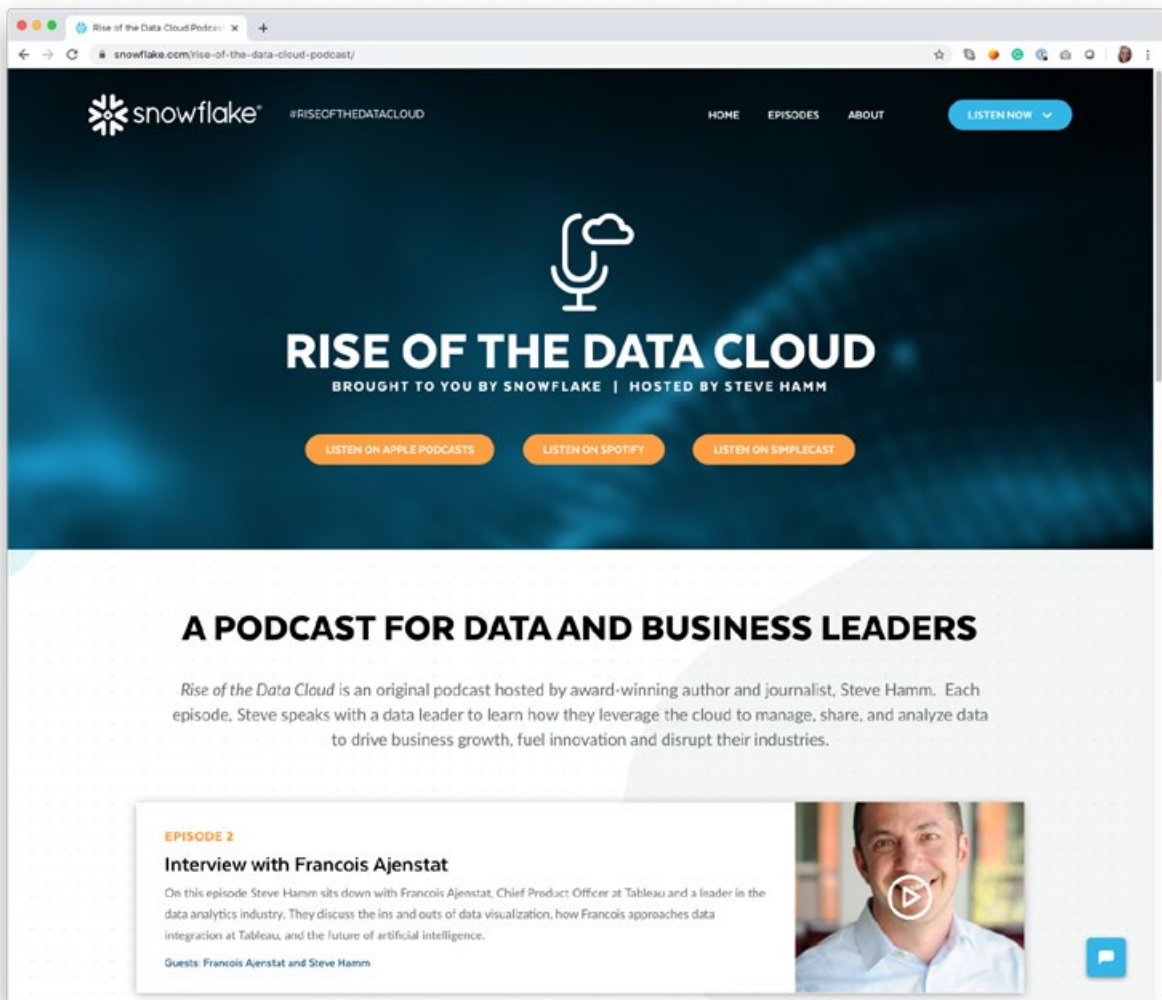 Rise of the Data Cloud Podcast
snowflake.com/rise-of-the-data-cloud-podcast/
snowflake® #RISEOFTHEDATACLOUD HOME EPISODES ABOUT LISTEN NOW
RISE OF THE DATA CLOUD
BROUGHT TO YOU BY SNOWFLAKE | HOSTED BY STEVE HAMM
LISTEN ON APPLE PODCASTS LISTEN ON SPOTIFY LISTEN ON SIMPLECAST
A PODCAST FOR DATA AND BUSINESS LEADERS
Rise of the Data Cloud is an original podcast hosted by award-winning author and journalist, Steve Hamm. Each
episode, Steve speaks with a data leader to learn how they leverage the cloud to manage, share, and analyze data
to drive business growth, fuel innovation and disrupt their industries.
EPISODE 2
Interview with Francois Ajenstat
On this episode Steve Hamm sits down with Francois Ajenstat, Chief Product Officer at Tableau and a leader in the
data analytics industry. They discuss the ins and outs of data visualization, how Francois approaches data
integration at Tableau, and the future of artificial intelligence.
Guests: Francois Ajenstat and Steve Hamm